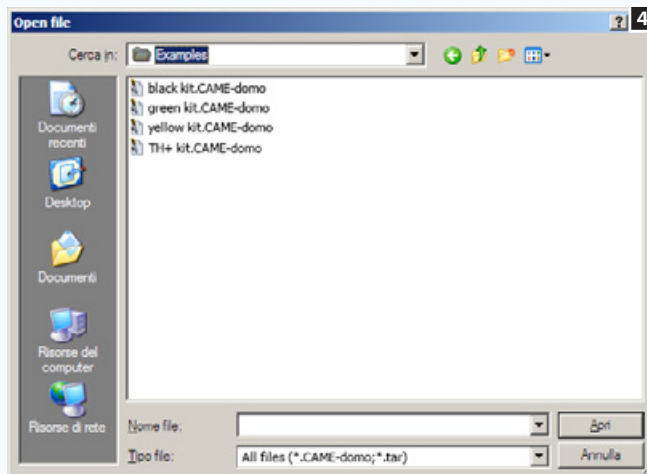 Open file
4
Cerca in:
Examples
black kit.CAME-domo
green kit.CAME-domo
yellow kit.CAME-domo
TH+ kit.CAME-domo
Documenti
recenti
Desktop
Documenti
Risorse del
computer
Risorse di rete
Nome file:
Apri
Tipo file:
All files (*.CAME-domo;*.tar)
Annulla